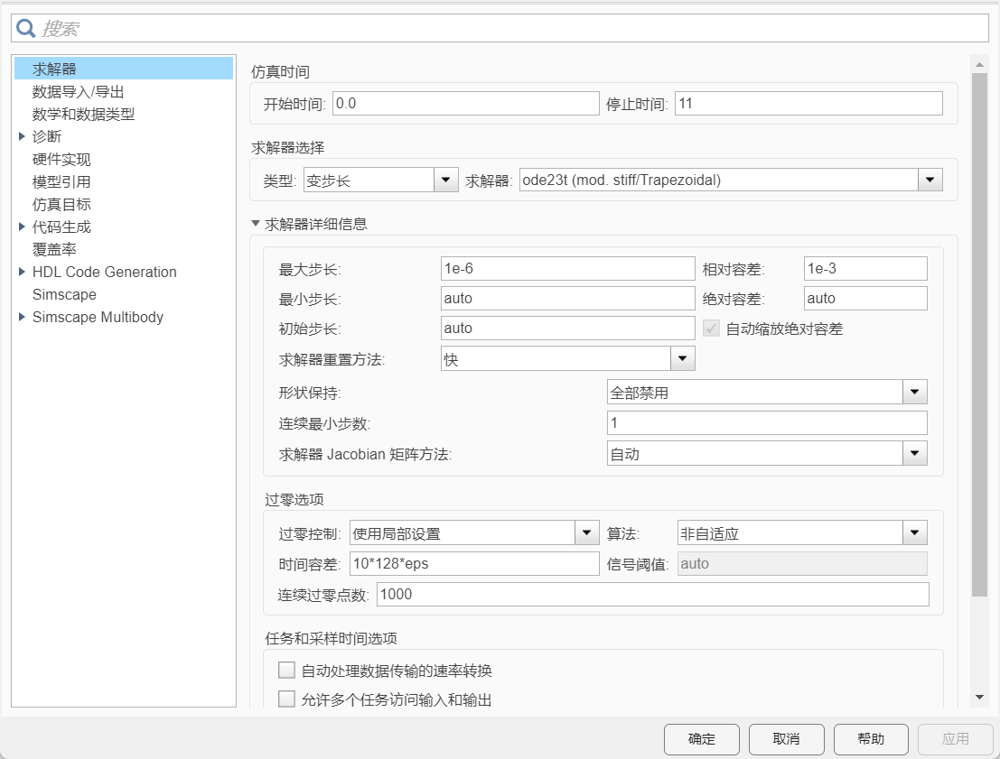 搜索
求解器
数据导入/导出
数学和数据类型
诊断
硬件实现
模型引用
仿真目标
代码生成
覆盖率
HDL Code Generation
Simscape
Simscape Multibody
仿真时间
开始时间: 0.0 停止时间: 11
求解器选择
类型: 变步长 求解器: ode23t (mod. stiff/Trapezoidal)
求解器详细信息
最大步长: 1e-6 相对容差: 1e-3
最小步长: auto 绝对容差: auto
初始步长: auto 自动缩放绝对容差
求解器重置方法: 快
形状保持: 全部禁用
连续最小步数: 1
求解器 Jacobian 矩阵方法: 自动
过零选项
过零控制: 使用局部设置 算法: 非自适应
时间容差: 10*128*eps 信号阈值: auto
连续过零点数: 1000
任务和采样时间选项
自动处理数据传输的速率转换
允许多个任务访问输入和输出
确定 取消 帮助 应用